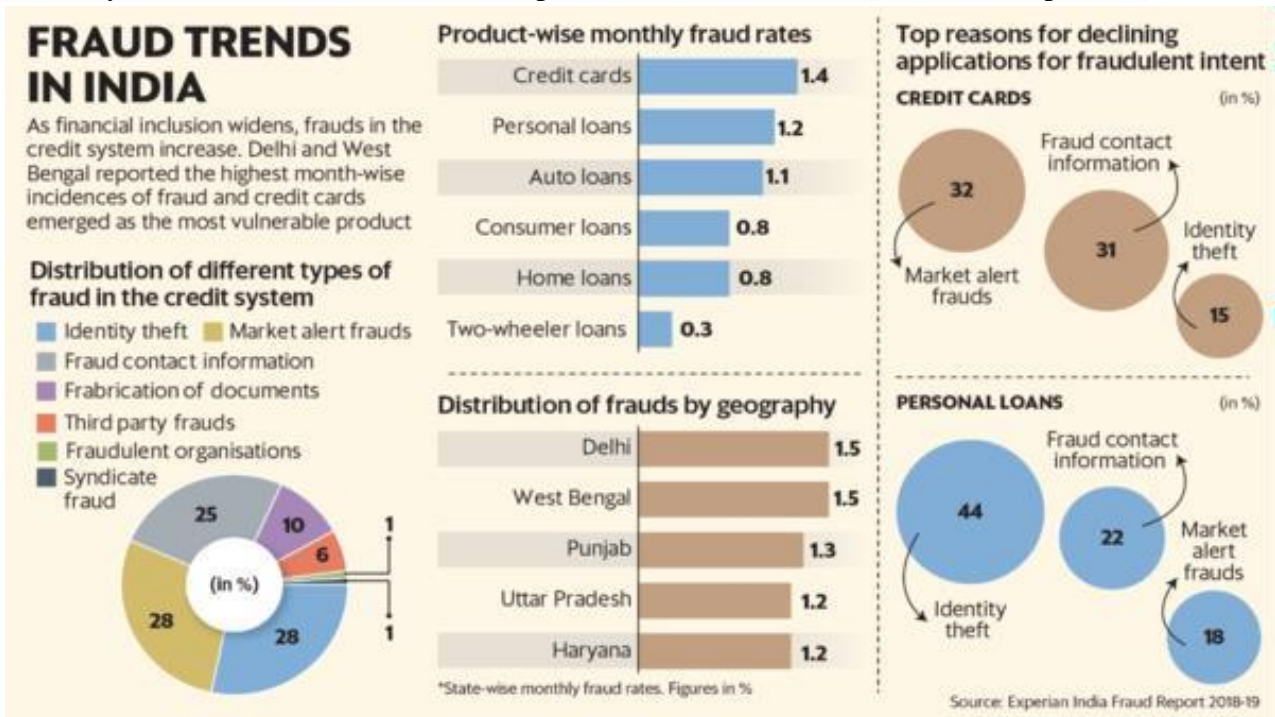 FRAUD TRENDS
IN INDIA
As financial inclusion widens, frauds in the
credit system increase. Delhi and West
Bengal reported the highest month-wise
incidences of fraud and credit cards
emerged as the most vulnerable product
Distribution of different types of
fraud in the credit system
Identity theft
Market alert frauds
Fraud contact information
Frabrication of documents
Third party frauds
Fraudulent organisations
Syndicate
fraud
25
10
6
1
1
28
28
(in %)
Product-wise monthly fraud rates
Credit cards 1.4
Personal loans 1.2
Auto loans 1.1
Consumer loans 0.8
Home loans 0.8
Two-wheeler loans 0.3
Distribution of frauds by geography
Delhi 1.5
West Bengal 1.5
Punjab 1.3
Uttar Pradesh 1.2
Haryana 1.2
*State-wise monthly fraud rates. Figures in %
Top reasons for declining
applications for fraudulent intent
CREDIT CARDS (in %)
32
Market alert
frauds
Fraud contact
information
31
Identity
theft
15
PERSONAL LOANS (in %)
44
Identity
theft
Fraud contact
information
22
Market
alert
frauds
18
Source: Experian India Fraud Report 2018-19